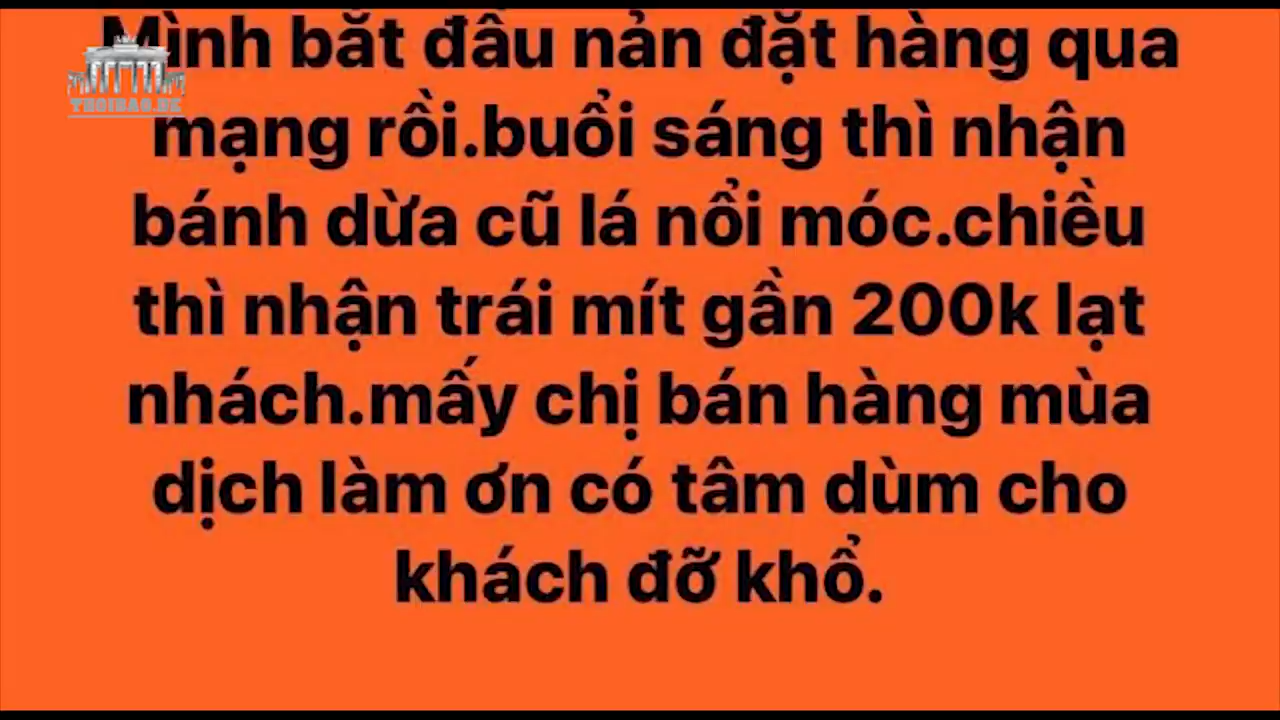 THOIBAO.DE
Mình bắt đầu nản đặt hàng qua
mạng rồi.buổi sáng thì nhận
bánh dừa cũ lá nổi móc.chiều
thì nhận trái mít gần 200k lạt
nhách.mấy chị bán hàng mùa
dịch làm ơn có tâm dùm cho
khách đỡ khổ.